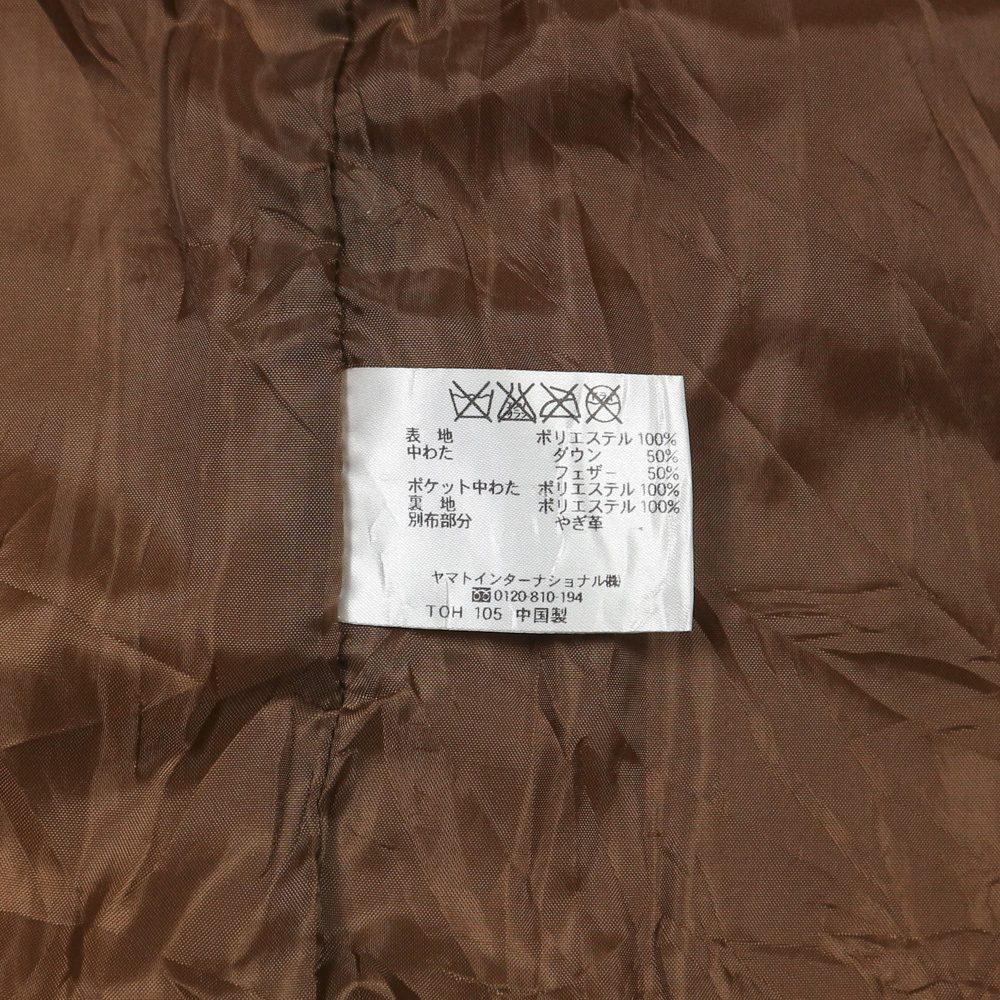 表 地 ポリエステル 100%
中わた ダウン 50%
フェザー 50%
ポケット中わた ポリエステル 100%
裏 地 ポリエステル 100%
別布部分 やぎ革
ヤマトインターナショナル㈱
0120-810-194
TOH 105 中国製